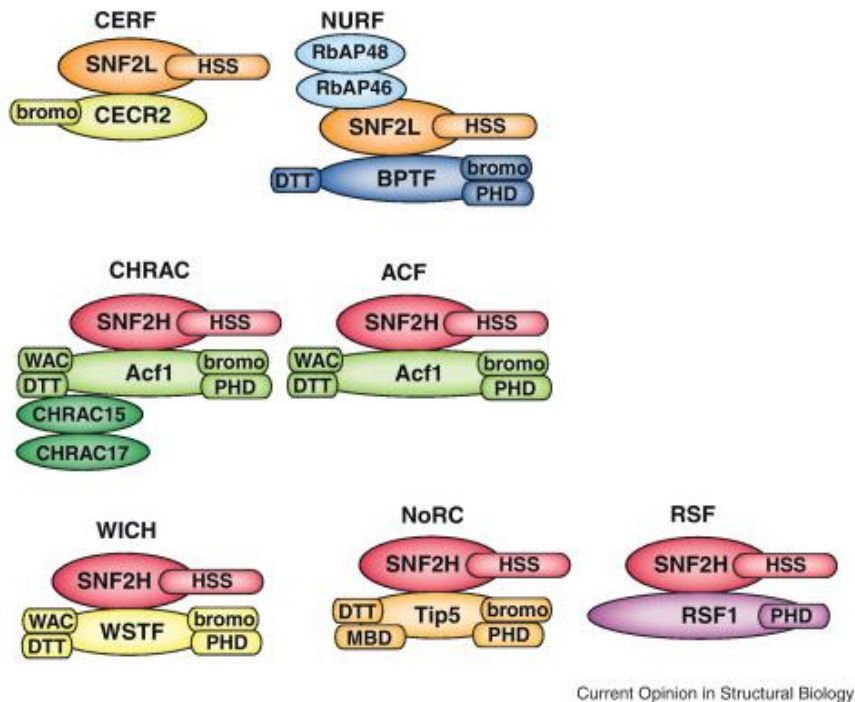 CERF
SNF2L HSS
bromo CECR2
NURF
RbAP48
RbAP46
SNF2L HSS
DTT BPTF bromo
PHD
CHRAC
SNF2H HSS
WAC Acf1 bromo
DTT PHD
CHRAC15
CHRAC17
ACF
SNF2H HSS
WAC Acf1 bromo
DTT PHD
WICH
SNF2H HSS
WAC WSTF bromo
DTT PHD
NoRC
SNF2H HSS
DTT Tip5 bromo
MBD PHD
RSF
SNF2H HSS
RSF1 PHD
Current Opinion in Structural Biology